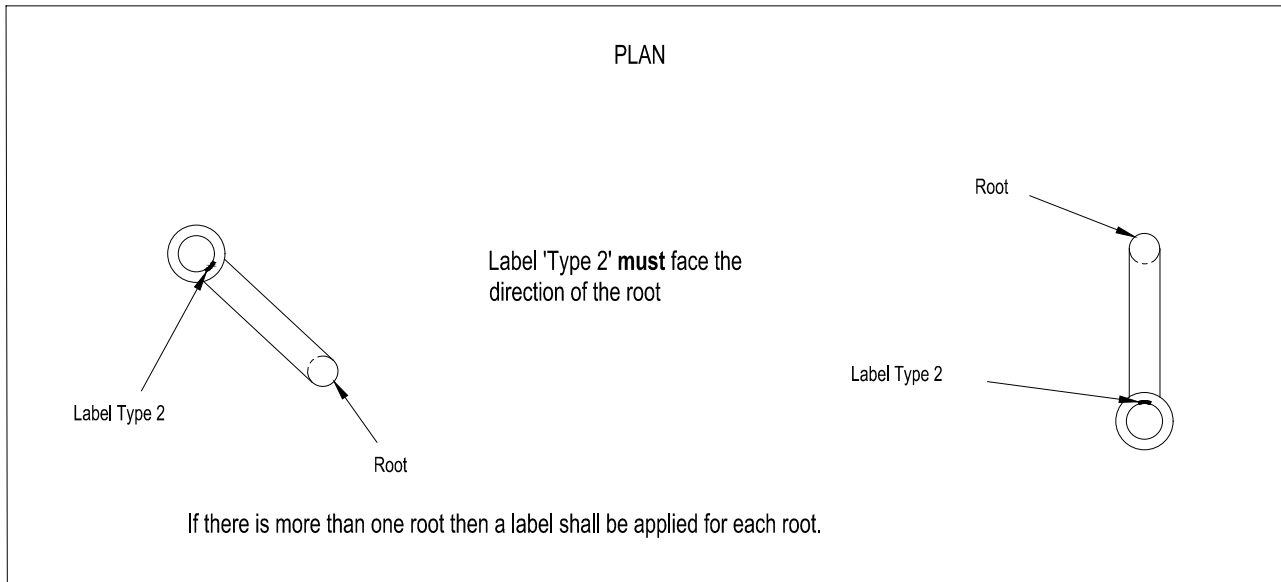 PLAN
Root
Label 'Type 2' must face the
direction of the root
Label Type 2
Label Type 2
Root
If there is more than one root then a label shall be applied for each root.